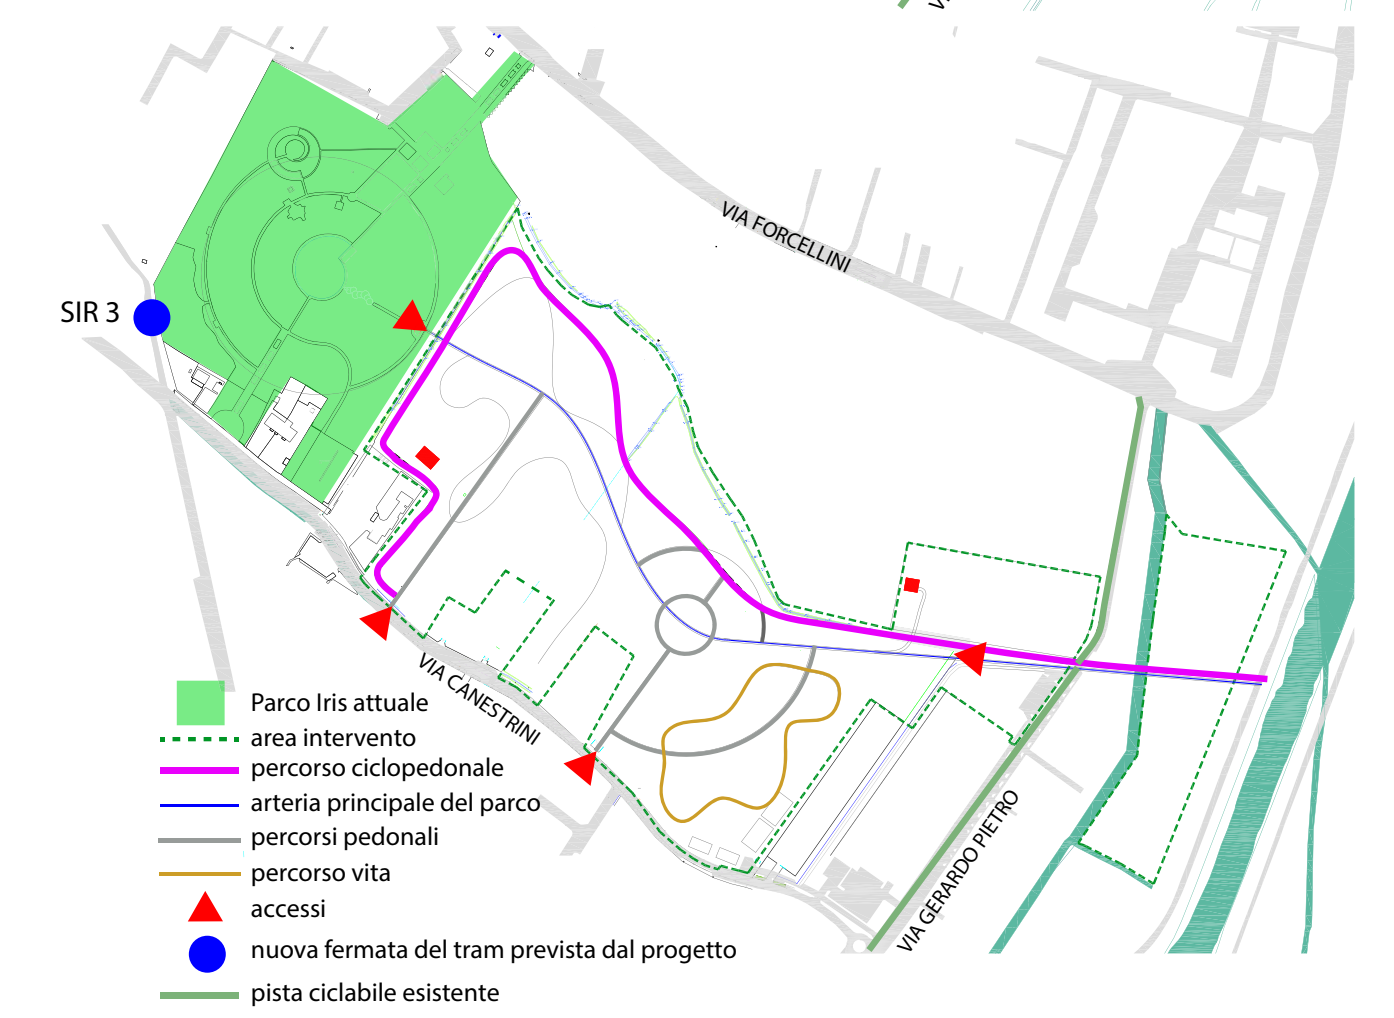 VIA FORCELLINI
SIR 3
VIA CANESTRINI
VIA GERARDO PIETRO
Parco Iris attuale
area intervento
percorso ciclopedonale
arteria principale del parco
percorsi pedonali
percorso vita
accessi
nuova fermata del tram prevista dal progetto
pista ciclabile esistente